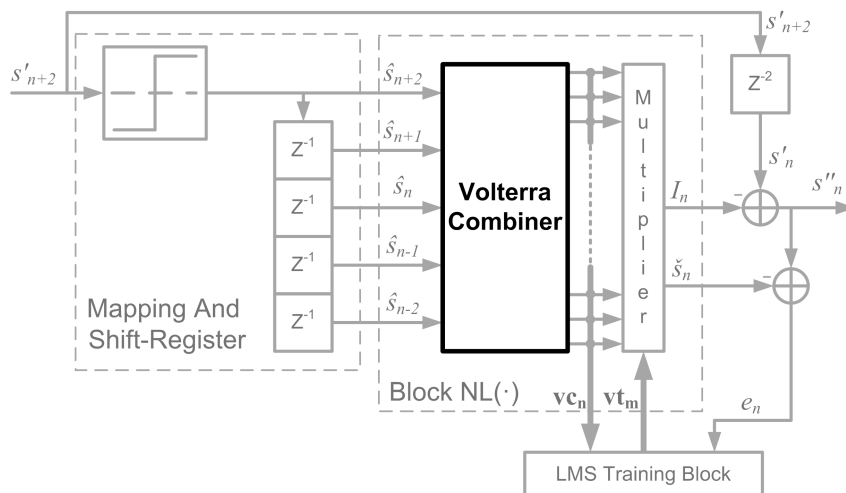 s'n+2
s'n+2
ŝn+2
Z-2
Z-1
ŝn+1
s'n
Z-1
ŝn
Volterra
Combiner
Multiplier
In
-
s''n
Z-1
ŝn-1
šn
-
Mapping And
Shift-Register
Z-1
ŝn-2
Block NL(·)
vcn
vtm
en
LMS Training Block